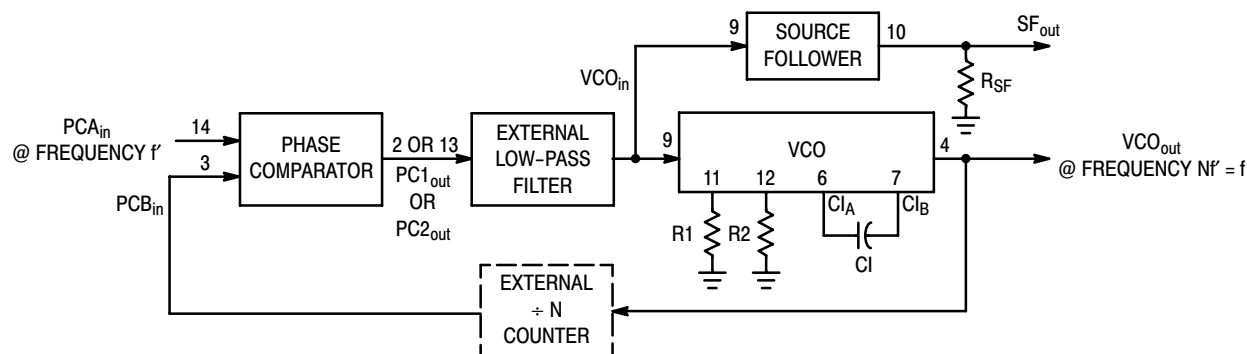 9
SOURCE
FOLLOWER
10
SF_out
R_SF
VCO_in
PCA_in
@ FREQUENCY f′
14
3
PHASE
COMPARATOR
2 OR 13
PC1_out
OR
PC2_out
EXTERNAL
LOW–PASS
FILTER
9
VCO
4
11
12
6
7
CI_A
CI_B
R1
R2
CI
VCO_out
@ FREQUENCY Nf′ = f
PCB_in
EXTERNAL
÷ N
COUNTER